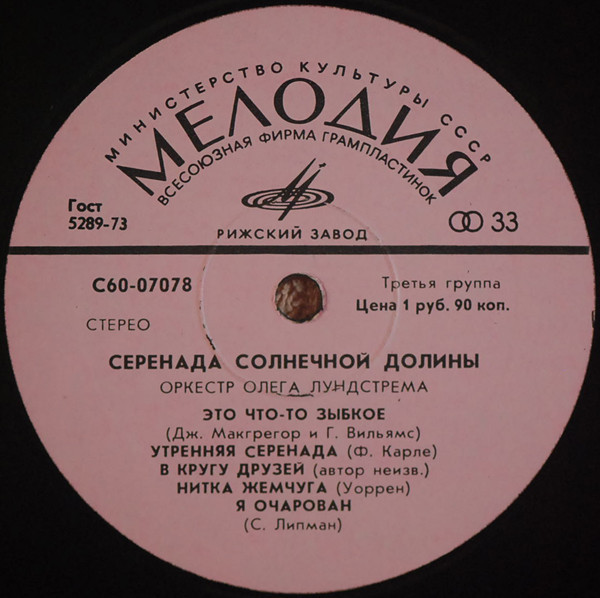 МИНИСТЕРСТВО КУЛЬТУРЫ СССР
МЕЛОДИЯ
ВСЕСОЮЗНАЯ ФИРМА ГРАМПЛАСТИНОК
Гост
5289-73
33
РИЖСКИЙ ЗАВОД
С60-07078
Третья группа
Цена 1 руб. 90 коп.
СТЕРЕО
СЕРЕНАДА СОЛНЕЧНОЙ ДОЛИНЫ
ОРКЕСТР ОЛЕГА ЛУНДСТРЕМА
ЭТО ЧТО-ТО ЗЫБКОЕ
(Дж. Макгрегор и Г. Вильямс)
УТРЕННЯЯ СЕРЕНАДА (Ф. Карле)
В КРУГУ ДРУЗЕЙ (автор неизв.)
НИТКА ЖЕМЧУГА (Уоррен)
Я ОЧАРОВАН
(С. Липман)